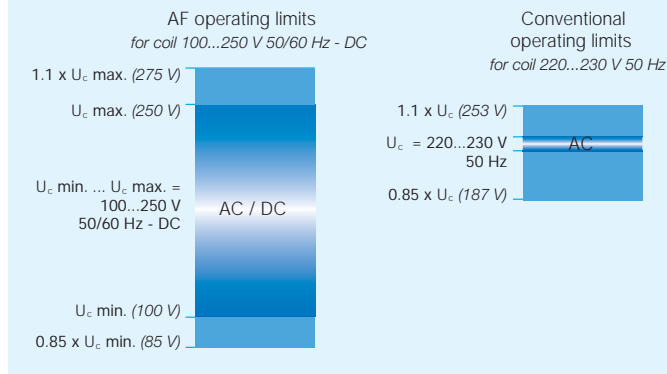 AF operating limits
for coil 100...250 V 50/60 Hz - DC
1.1 x Uc max. (275 V)
Uc max. (250 V)
Uc min. ... Uc max. =
100...250 V
50/60 Hz - DC
AC / DC
Uc min. (100 V)
0.85 x Uc min. (85 V)
Conventional
operating limits
for coil 220...230 V 50 Hz
1.1 x Uc (253 V)
Uc = 220...230 V
50 Hz
AC
0.85 x Uc (187 V)